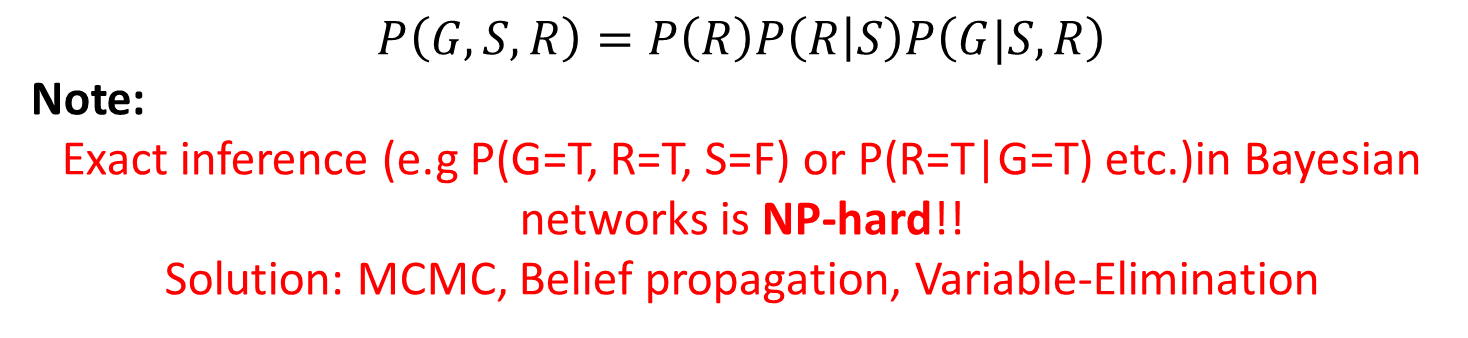 P(G, S, R) = P(R)P(R|S)P(G|S, R)
Note:
Exact inference (e.g P(G=T, R=T, S=F) or P(R=T|G=T) etc.)in Bayesian
networks is NP-hard!!
Solution: MCMC, Belief propagation, Variable-Elimination